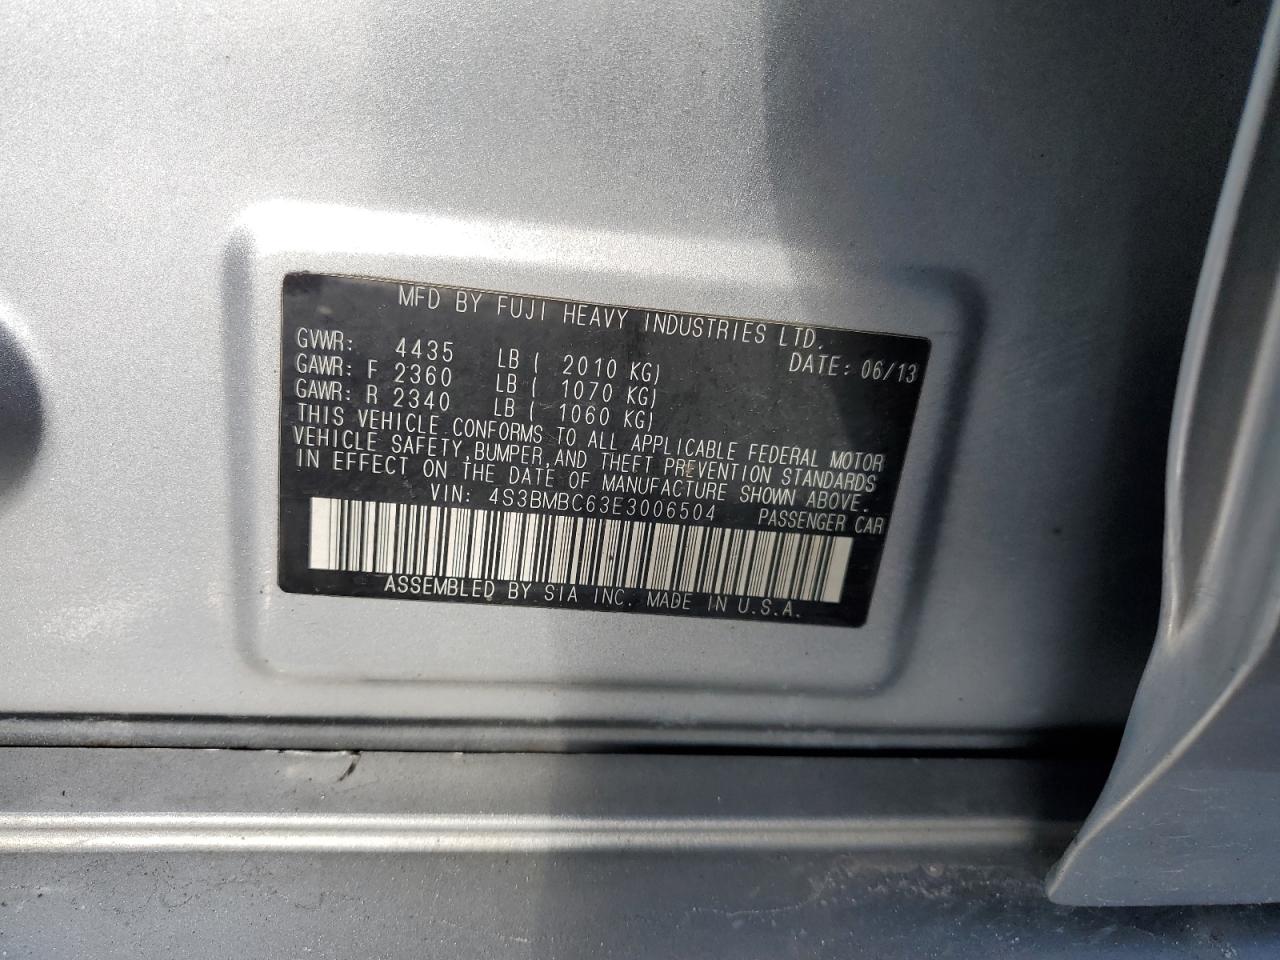 MFD BY FUJI HEAVY INDUSTRIES LTD.
GVWR: 4435 LB ( 2010 KG) DATE: 06/13
GAWR: F 2360 LB ( 1070 KG)
GAWR: R 2340 LB ( 1060 KG)
THIS VEHICLE CONFORMS TO ALL APPLICABLE FEDERAL MOTOR
VEHICLE SAFETY, BUMPER, AND THEFT PREVENTION STANDARDS
IN EFFECT ON THE DATE OF MANUFACTURE SHOWN ABOVE.
VIN: 4S3BMBC63E3006504 PASSENGER CAR
ASSEMBLED BY SIA INC. MADE IN U.S.A.